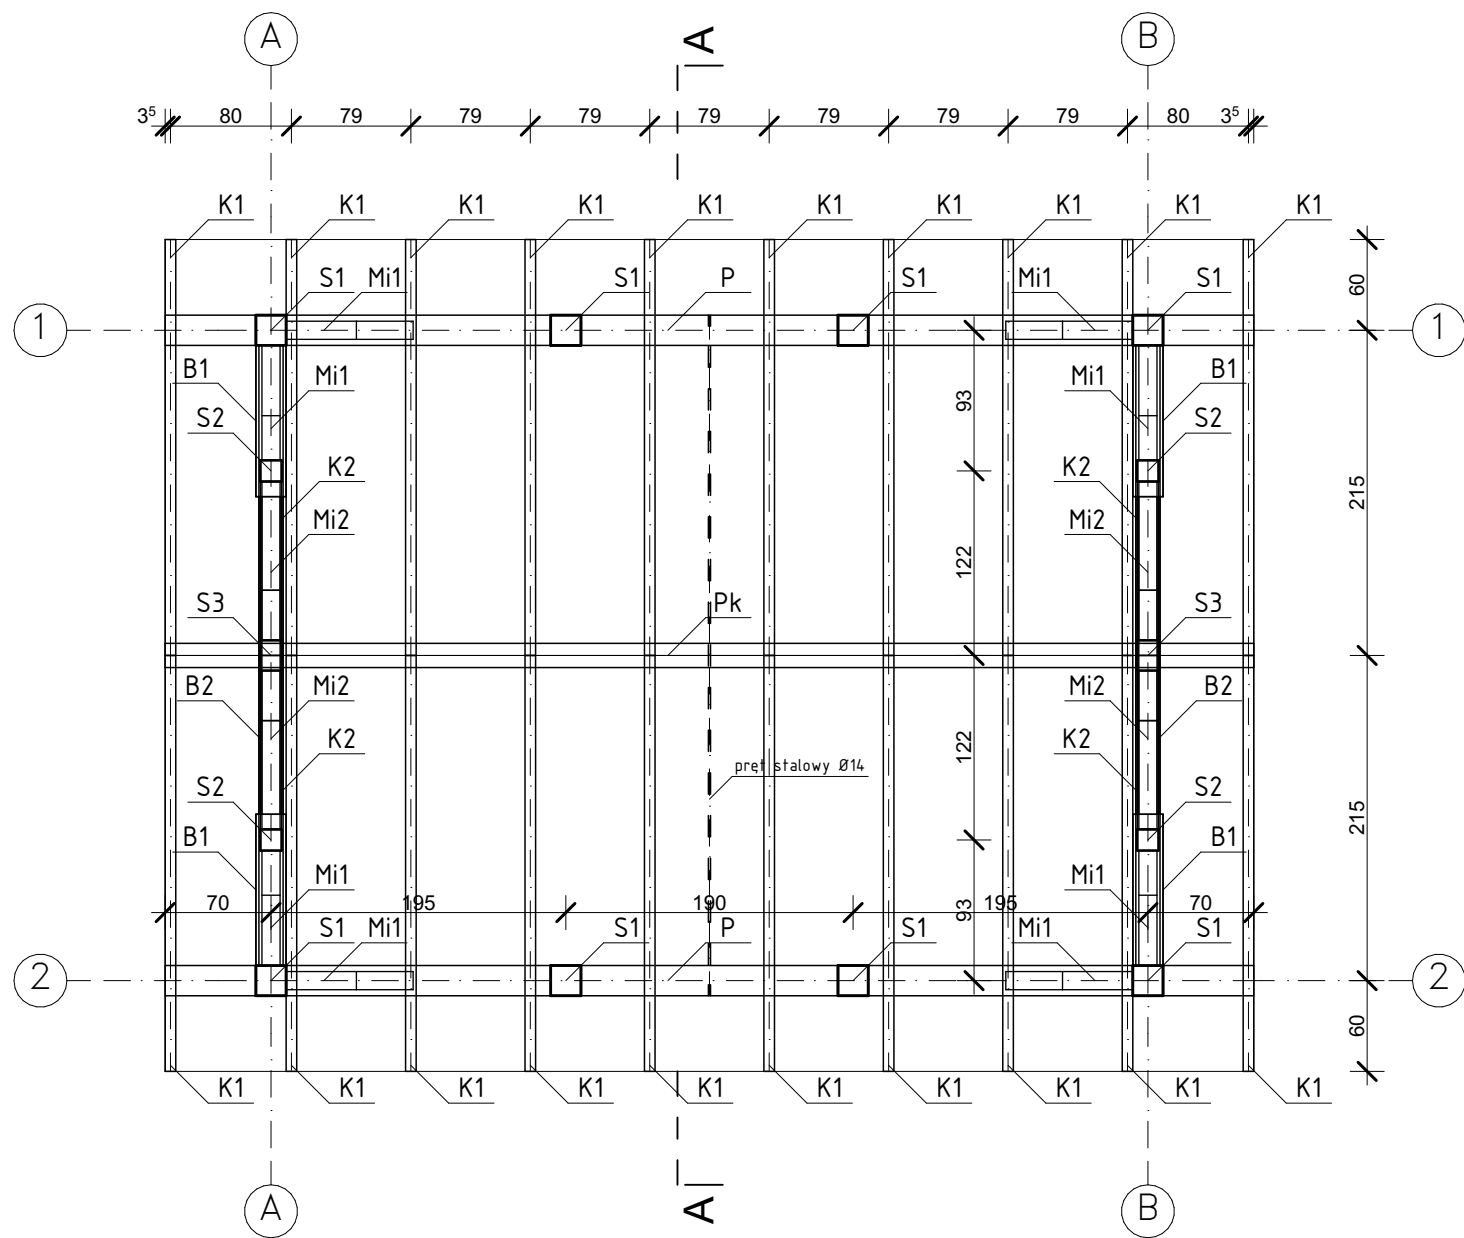 A A B
3⁵ 80 79 79 79 79 79 79 79 80 3⁵
K1 K1 K1 K1 K1 K1 K1 K1 K1 K1
S1 Mi1 S1 P S1 Mi1 S1
60
1 1
B1 Mi1 93 Mi1 B1
S2 S2
K2 K2
215
Mi2 122 Mi2
S3 Pk S3
B2 Mi2 Mi2 B2
K2 K2
pręt stalowy Ø14
122
S2 S2
215
B1 B1
Mi1 Mi1
70 195 190 93 195 70
S1 Mi1 S1 P S1 Mi1 S1
2 2
60
K1 K1 K1 K1 K1 K1 K1 K1 K1 K1
A A B